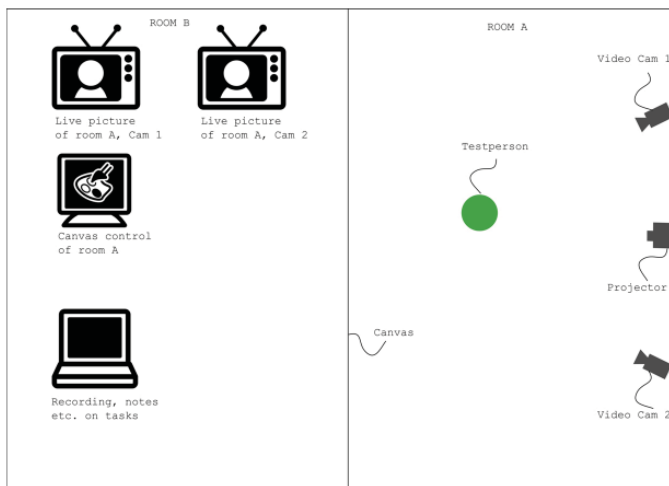 ROOM B
Live picture
of room A, Cam 1
Live picture
of room A, Cam 2
Canvas control
of room A
Recording, notes
etc. on tasks
ROOM A
Video Cam 1
Testperson
Projector
Canvas
Video Cam 2